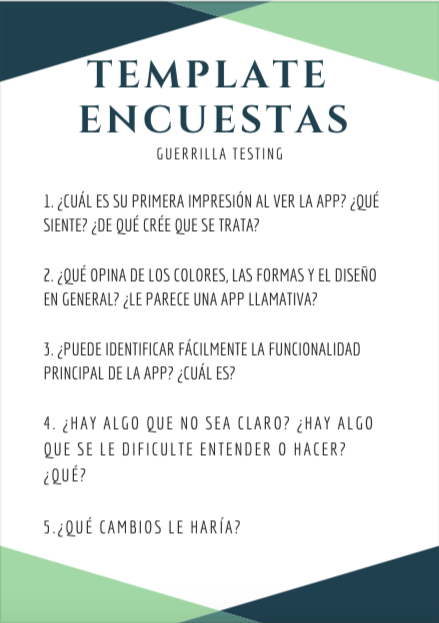 TEMPLATE
ENCUESTAS
GUERRILLA TESTING
1. ¿CUÁL ES SU PRIMERA IMPRESIÓN AL VER LA APP? ¿QUÉ
SIENTE? ¿DE QUÉ CRÉE QUE SE TRATA?
2. ¿QUÉ OPINA DE LOS COLORES, LAS FORMAS Y EL DISEÑO
EN GENERAL? ¿LE PARECE UNA APP LLAMATIVA?
3. ¿PUEDE IDENTIFICAR FÁCILMENTE LA FUNCIONALIDAD
PRINCIPAL DE LA APP? ¿CUÁL ES?
4. ¿HAY ALGO QUE NO SEA CLARO? ¿HAY ALGO
QUE SE LE DIFICULTE ENTENDER O HACER?
¿QUÉ?
5.¿QUÉ CAMBIOS LE HARÍA?